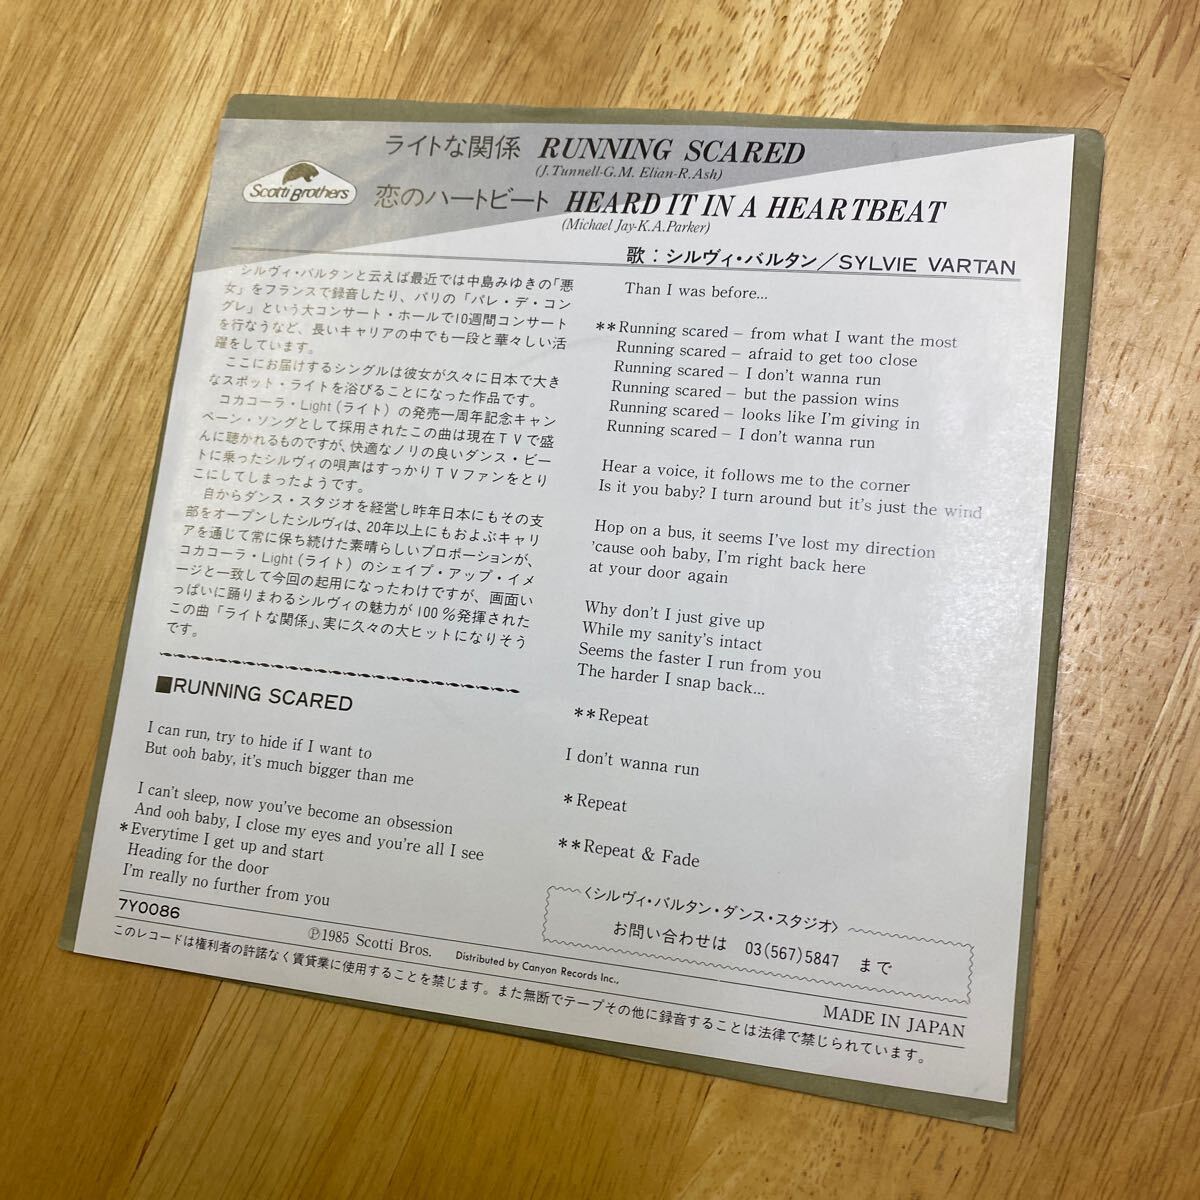 ライトな関係 RUNNING SCARED
(J. Tunnell-G.M. Elian-R.Ash)
Scotti Brothers
恋のハートビート HEARD IT IN A HEARTBEAT
(Michael Jay-K.A.Parker)
歌：シルヴィ・バルタン／SYLVIE VARTAN
シルヴィ・バルタンと云えば最近では中島みゆきの「悪
女」をフランスで録音したり、パリの「パレ・デ・コン
グレ」という大コンサート・ホールで10週間コンサート
を行なうなど、長いキャリアの中でも一段と華々しい活
躍をしています。
ここにお届けするシングルは彼女が久々に日本で大き
なスポット・ライトを浴びることになった作品です。
コカコーラ・Light（ライト）の発売一周年記念キャン
ペーン・ソングとして採用されたこの曲は現在ＴＶで盛
んに聴かれるものですが、快適なノリの良いダンス・ビー
トに乗ったシルヴィの唄声はすっかりＴＶファンをとり
こにしてしまったようです。
自からダンス・スタジオを経営し昨年日本にもその支
部をオープンしたシルヴィは、20年以上にもおよぶキャリ
アを通じて常に保ち続けた素晴らしいプロポーションが、
コカコーラ・Light（ライト）のシェイプ・アップ・イメ
ージと一致して今回の起用になったわけですが、画面い
っぱいに踊りまわるシルヴィの魅力が100％発揮された
この曲「ライトな関係」、実に久々の大ヒットになりそう
です。
■RUNNING SCARED
I can run, try to hide if I want to
But ooh baby, it's much bigger than me
I can't sleep, now you've become an obsession
And ooh baby, I close my eyes and you're all I see
*Everytime I get up and start
Heading for the door
I'm really no further from you
Than I was before...
**Running scared – from what I want the most
Running scared – afraid to get too close
Running scared – I don't wanna run
Running scared – but the passion wins
Running scared – looks like I'm giving in
Running scared – I don't wanna run
Hear a voice, it follows me to the corner
Is it you baby? I turn around but it's just the wind
Hop on a bus, it seems I've lost my direction
'cause ooh baby, I'm right back here
at your door again
Why don't I just give up
While my sanity's intact
Seems the faster I run from you
The harder I snap back...
**Repeat
I don't wanna run
*Repeat
**Repeat & Fade
〈シルヴィ・バルタン・ダンス・スタジオ〉
お問い合わせは 03(567)5847 まで
7Y0086
Ⓟ1985 Scotti Bros. Distributed by Canyon Records Inc.,
MADE IN JAPAN
このレコードは権利者の許諾なく賃貸業に使用することを禁じます。また無断でテープその他に録音することは法律で禁じられています。